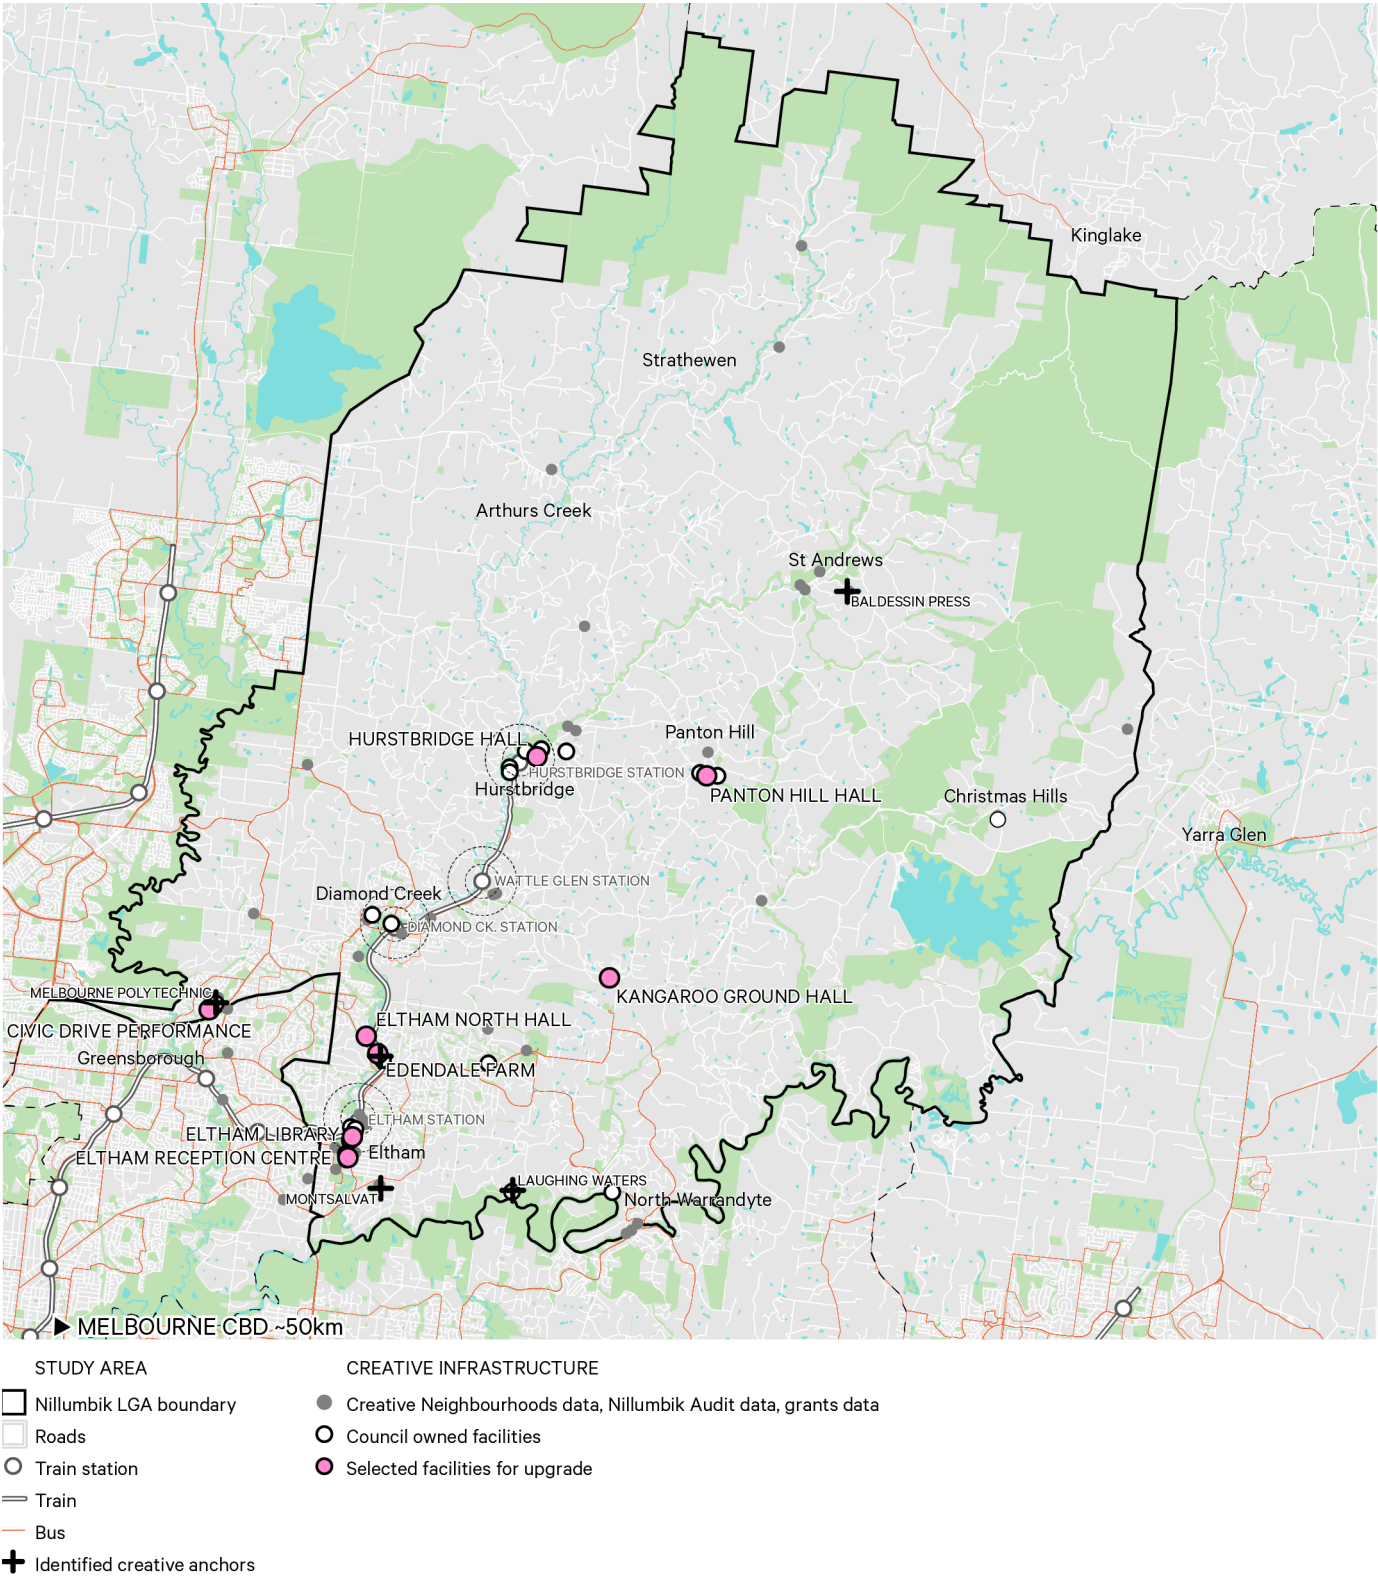 Kinglake
Strathewen
Arthurs Creek
St Andrews
BALDESSIN PRESS
Panton Hill
HURSTBRIDGE HALL
HURSTBRIDGE STATION
Hurstbridge
PANTON HILL HALL
Christmas Hills
Yarra Glen
WATTLE GLEN STATION
Diamond Creek
DIAMOND CK. STATION
MELBOURNE POLYTECHNIC
KANGAROO GROUND HALL
ELTHAM NORTH HALL
CIVIC DRIVE PERFORMANCE
Greensborough
EDENDALE FARM
ELTHAM STATION
ELTHAM LIBRARY
Eltham
ELTHAM RECEPTION CENTRE
LAUGHING WATERS
MONTSALVAT
North Warrandyte
MELBOURNE CBD ~50km
STUDY AREA
Nillumbik LGA boundary
Roads
Train station
Train
Bus
Identified creative anchors
CREATIVE INFRASTRUCTURE
Creative Neighbourhoods data, Nillumbik Audit data, grants data
Council owned facilities
Selected facilities for upgrade